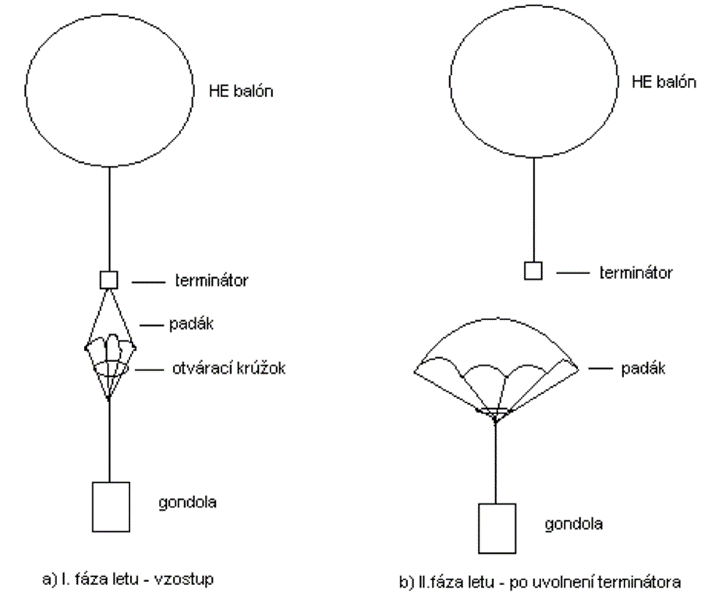 HE balón
terminátor
padák
otvárací krúžok
gondola
a) I. fáza letu - vzostup
HE balón
terminátor
padák
gondola
b) II.fáza letu - po uvolnení terminátora